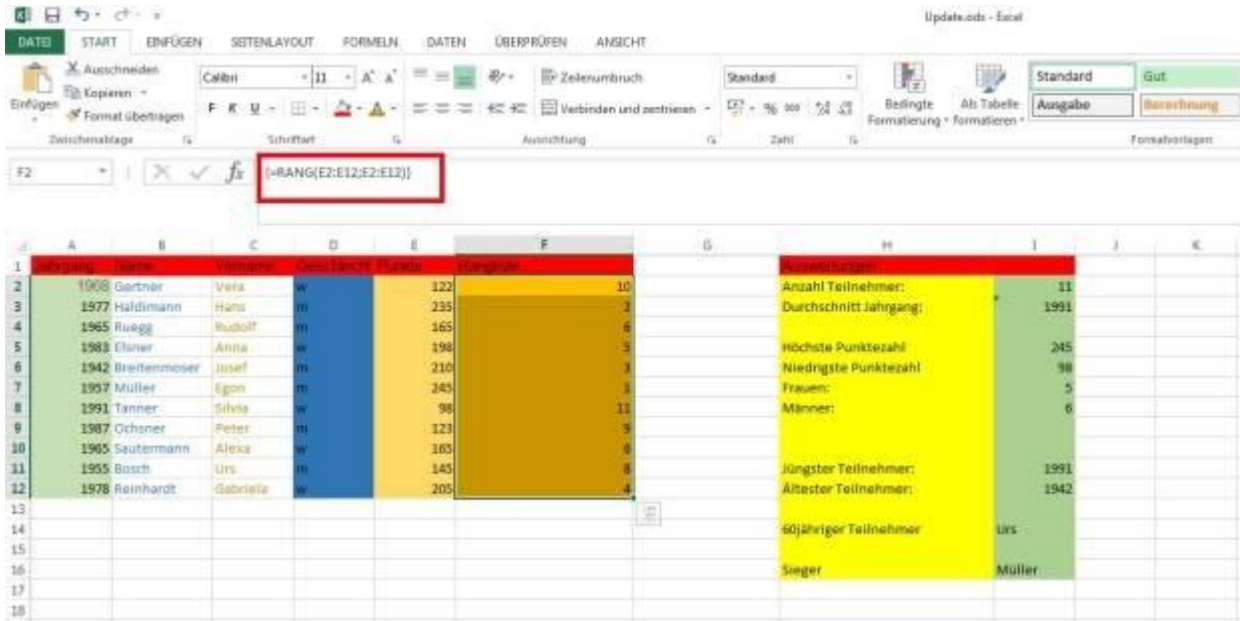 Update.ods - Excel
DATEI START EINFÜGEN SEITENLAYOUT FORMELN DATEN ÜBERPRÜFEN ANSICHT
Einfügen
Ausschneiden
Kopieren
Format übertragen
Zwischenablage
Calibri 11
F K U
Schriftart
Zeilenumbruch
Verbinden und zentrieren
Ausrichtung
Standard
% 000
Zahl
Bedingte Formatierung
Als Tabelle formatieren
Standard Gut
Ausgabe Berechnung
Formatvorlagen
F2 fx {=RANG(E2:E12;E2:E12)}
A B C D E F G H I J K
1 Jahrgang Name Vorname Geschlecht Punkte Rangliste Auswertungen
2 1968 Gertner Vera w 122 10 Anzahl Teilnehmer: 11
3 1977 Haldimann Hans m 235 2 Durchschnitt Jahrgang: 1991
4 1965 Ruegg Rudolf m 165 6
5 1983 Elsner Anna w 198 5 Höchste Punktezahl 245
6 1942 Breitenmoser Josef m 210 3 Niedrigste Punktezahl 98
7 1957 Müller Egon m 245 1 Frauen: 5
8 1991 Tanner Silvia w 98 11 Männer: 6
9 1987 Ochsner Peter m 123 9
10 1965 Sautermann Alexa w 165 6
11 1955 Bosch Urs m 145 8 Jüngster Teilnehmer: 1991
12 1978 Reinhardt Gabriella w 205 4 Ältester Teilnehmer: 1942
13
14 60jähriger Teilnehmer Urs
15
16 Sieger Müller
17
18